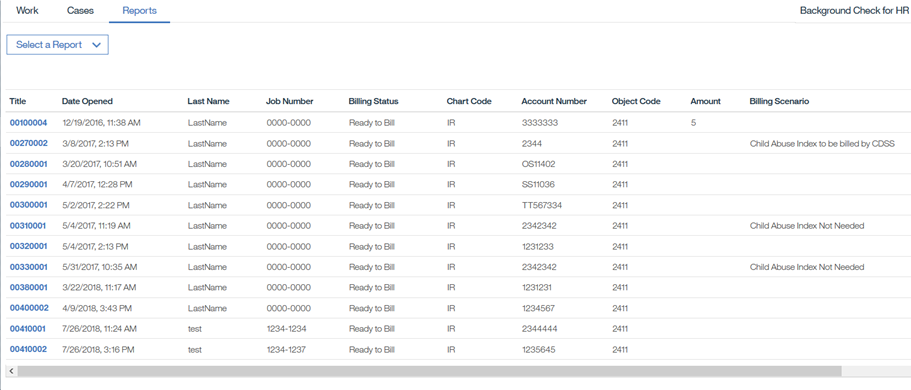 Work Cases Reports Background Check for HR
Select a Report
Title Date Opened Last Name Job Number Billing Status Chart Code Account Number Object Code Amount Billing Scenario
00100004 12/19/2016, 11:38 AM LastName 0000-0000 Ready to Bill IR 3333333 2411 5
00270002 3/8/2017, 2:13 PM LastName 0000-0000 Ready to Bill IR 2344 2411 Child Abuse Index to be billed by CDSS
00280001 3/20/2017, 10:51 AM LastName 0000-0000 Ready to Bill IR OS11402 2411
00290001 4/7/2017, 12:28 PM LastName 0000-0000 Ready to Bill IR SS11036 2411
00300001 5/2/2017, 2:22 PM LastName 0000-0000 Ready to Bill IR TT567334 2411
00310001 5/4/2017, 11:19 AM LastName 0000-0000 Ready to Bill IR 2342342 2411 Child Abuse Index Not Needed
00320001 5/4/2017, 2:13 PM LastName 0000-0000 Ready to Bill IR 1231233 2411
00330001 5/31/2017, 10:35 AM LastName 0000-0000 Ready to Bill IR 2342342 2411 Child Abuse Index Not Needed
00380001 3/22/2018, 11:17 AM LastName 0000-0000 Ready to Bill IR 1231231 2411
00400002 4/9/2018, 3:43 PM LastName 0000-0000 Ready to Bill IR 1234567 2411
00410001 7/26/2018, 11:24 AM test 1234-1234 Ready to Bill IR 2344444 2411
00410002 7/26/2018, 3:16 PM test 1234-1237 Ready to Bill IR 1235645 2411